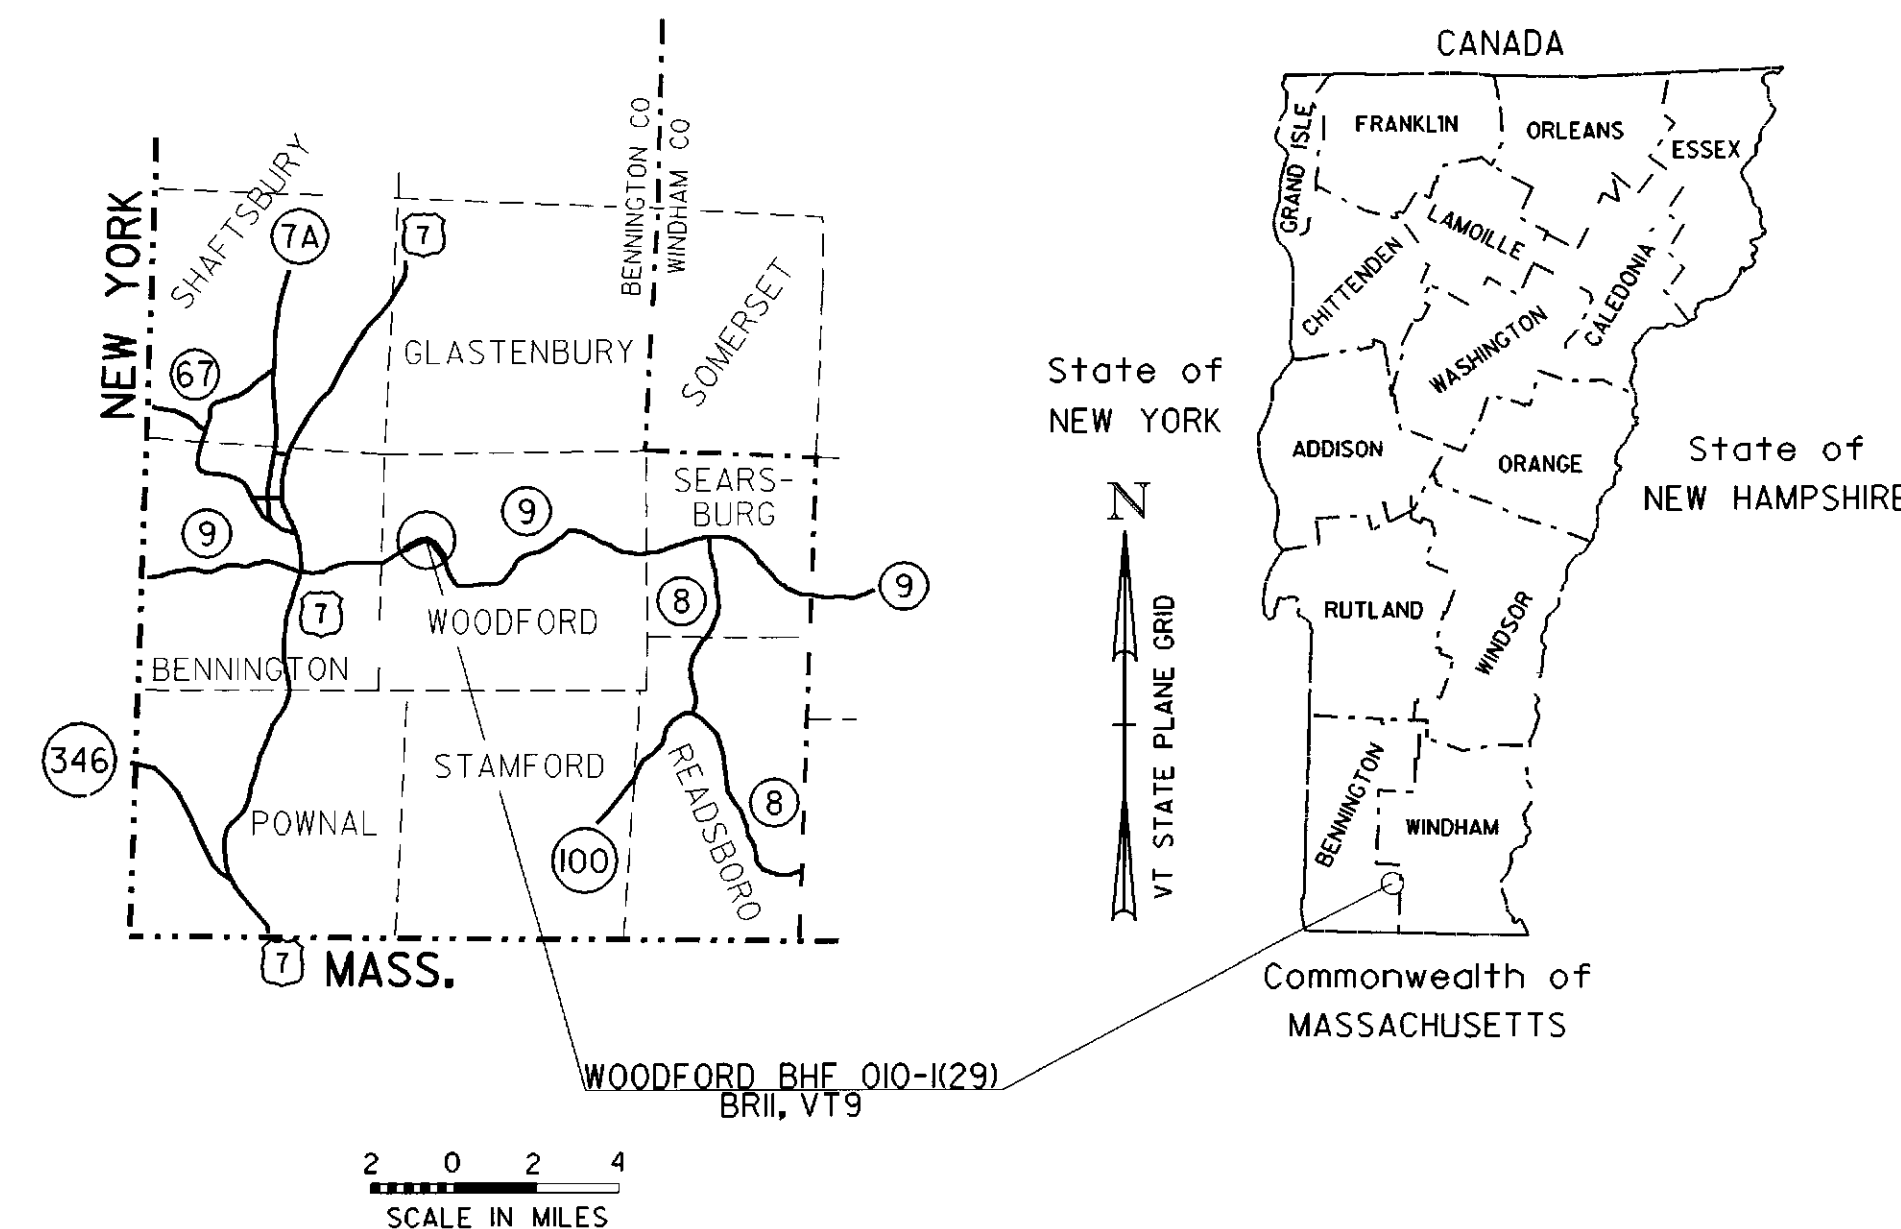 NEW YORK
SHAFTSBURY
7A
7
BENNINGTON CO
WINDHAM CO
GLASTENBURY
SOMERSET
67
9
9
SEARS-
BURG
8
9
7
WOODFORD
BENNINGTON
346
STAMFORD
READSBORO
8
POWNAL
100
7
MASS.
WOODFORD BHF 010-1(29)
BR11, VT9
2 0 2 4
SCALE IN MILES
N
VT STATE PLANE GRID
CANADA
GRAND ISLE
FRANKLIN
ORLEANS
ESSEX
LAMOILLE
CHITTENDEN
CALEDONIA
WASHINGTON
State of
NEW YORK
ADDISON
ORANGE
State of
NEW HAMPSHIRE
RUTLAND
WINDSOR
BENNINGTON
WINDHAM
Commonwealth of
MASSACHUSETTS